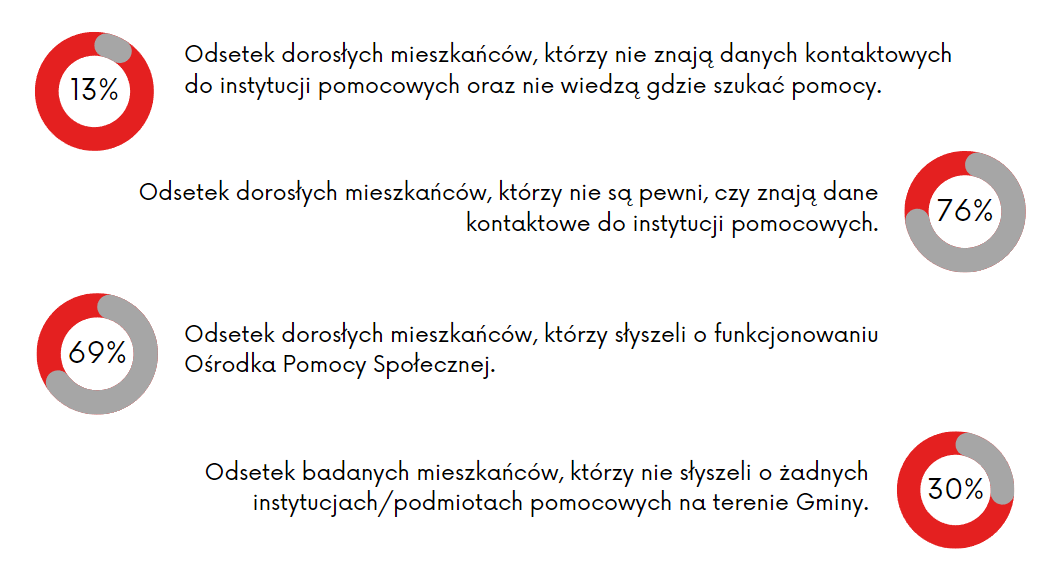 13%
Odsetek dorosłych mieszkańców, którzy nie znają danych kontaktowych
do instytucji pomocowych oraz nie wiedzą gdzie szukać pomocy.
Odsetek dorosłych mieszkańców, którzy nie są pewni, czy znają dane
kontaktowe do instytucji pomocowych.
76%
69%
Odsetek dorosłych mieszkańców, którzy słyszeli o funkcjonowaniu
Ośrodka Pomocy Społecznej.
Odsetek badanych mieszkańców, którzy nie słyszeli o żadnych
instytucjach/podmiotach pomocowych na terenie Gminy.
30%